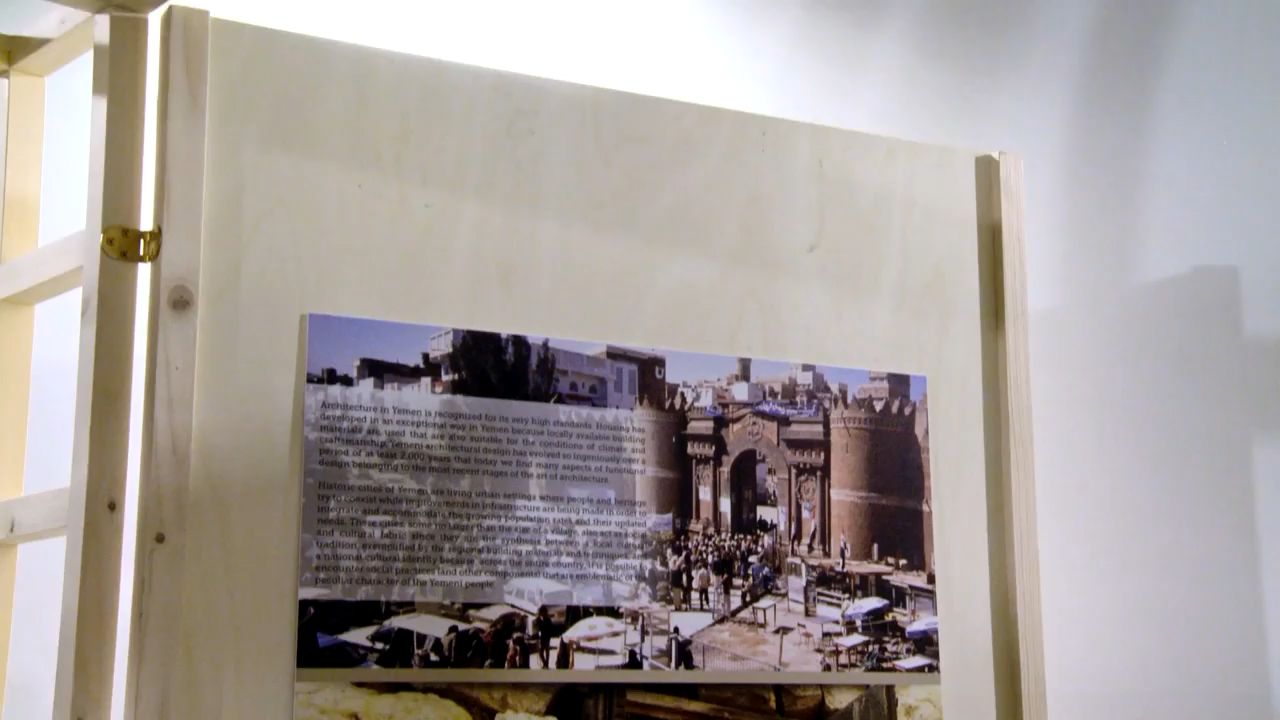 Architecture in Yemen is recognized for its very high standards. Housing has
developed in an exceptional way in Yemen because locally available building
materials are used that are also suitable for the conditions of climate and
craftsmanship. Yemeni architectural design has evolved so ingeniously over a
period of at least 2,000 years that today we find many aspects of functional
design belonging to the most recent stages of the art of architecture.
Historic cities of Yemen are living urban settings where people and heritage
try to coexist while improvements in infrastructure are being made in order to
integrate and accommodate the growing population rates and their updated
needs. These cities, some no larger than the size of a village, also act as social
and cultural fabric since they are the synthesis between a local culture
tradition, exemplified by the regional building materials and techniques, and
a national cultural identity because, across the entire country, it is possible to
encounter social practices (and other components) that are emblematic of the
peculiar character of the Yemeni people